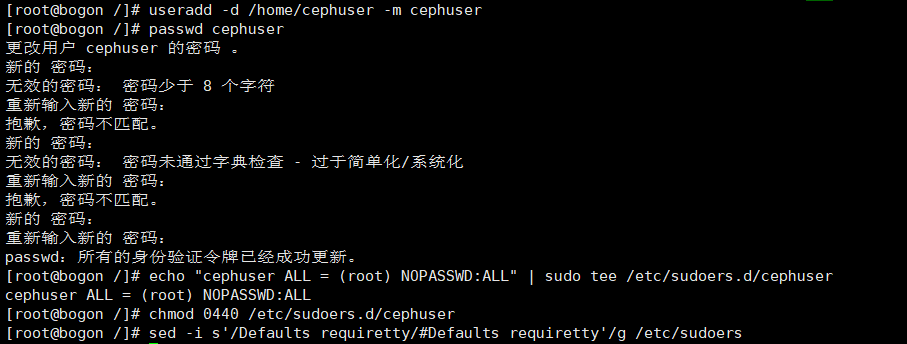 [root@bogon /]# useradd -d /home/cephuser -m cephuser
[root@bogon /]# passwd cephuser
更改用户 cephuser 的密码 。
新的 密码：
无效的密码： 密码少于 8 个字符
重新输入新的 密码：
抱歉，密码不匹配。
新的 密码：
无效的密码： 密码未通过字典检查 - 过于简单化/系统化
重新输入新的 密码：
抱歉，密码不匹配。
新的 密码：
重新输入新的 密码：
passwd：所有的身份验证令牌已经成功更新。
[root@bogon /]# echo "cephuser ALL = (root) NOPASSWD:ALL" | sudo tee /etc/sudoers.d/cephuser
cephuser ALL = (root) NOPASSWD:ALL
[root@bogon /]# chmod 0440 /etc/sudoers.d/cephuser
[root@bogon /]# sed -i s'/Defaults requiretty/#Defaults requiretty'/g /etc/sudoers